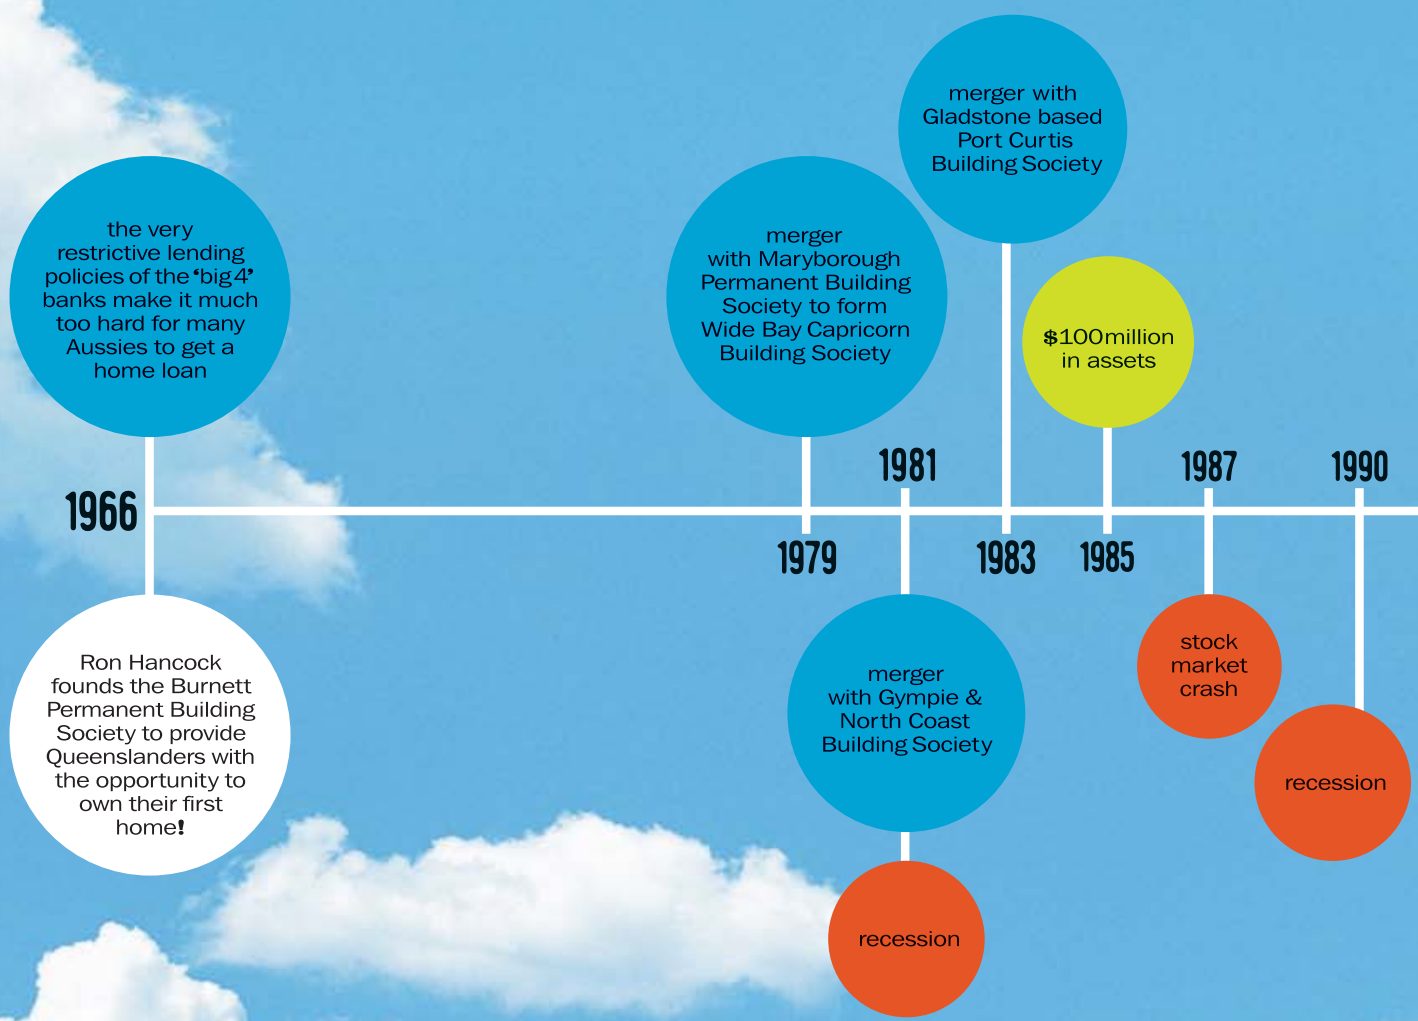 the very
restrictive lending
policies of the ‘big4’
banks make it much
too hard for many
Aussies to get a
home loan
1966
Ron Hancock
founds the Burnett
Permanent Building
Society to provide
Queenslanders with
the opportunity to
own their first
home!
merger
with Maryborough
Permanent Building
Society to form
Wide Bay Capricorn
Building Society
1979
1981
merger
with Gympie &
North Coast
Building Society
recession
merger with
Gladstone based
Port Curtis
Building Society
1983
$100million
in assets
1985
1987
stock
market
crash
1990
recession